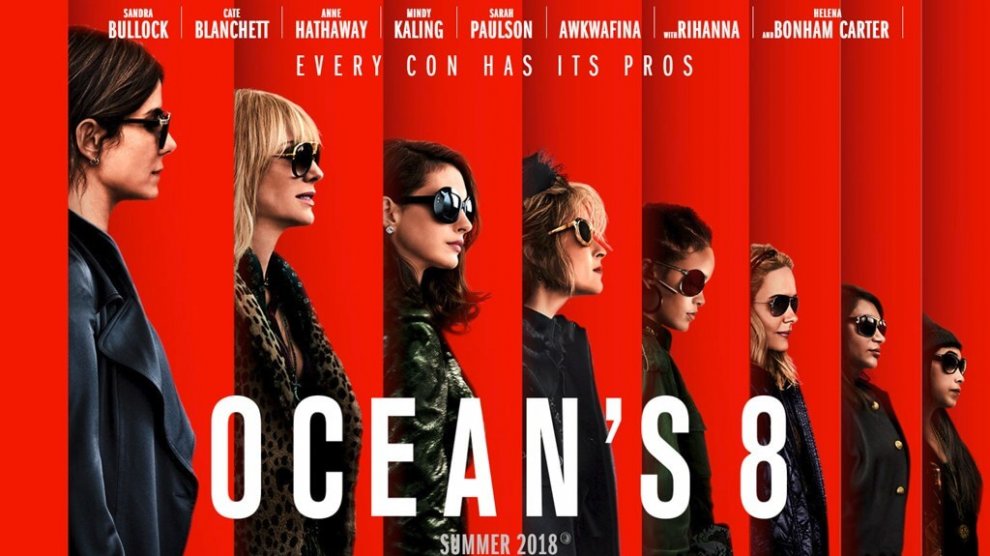 SANDRA BULLOCK | CATE BLANCHETT | ANNE HATHAWAY | MINDY KALING | SARAH PAULSON | AWKWAFINA | WITH RIHANNA | AND HELENA BONHAM CARTER
EVERY CON HAS ITS PROS
OCEAN'S 8
SUMMER 2018